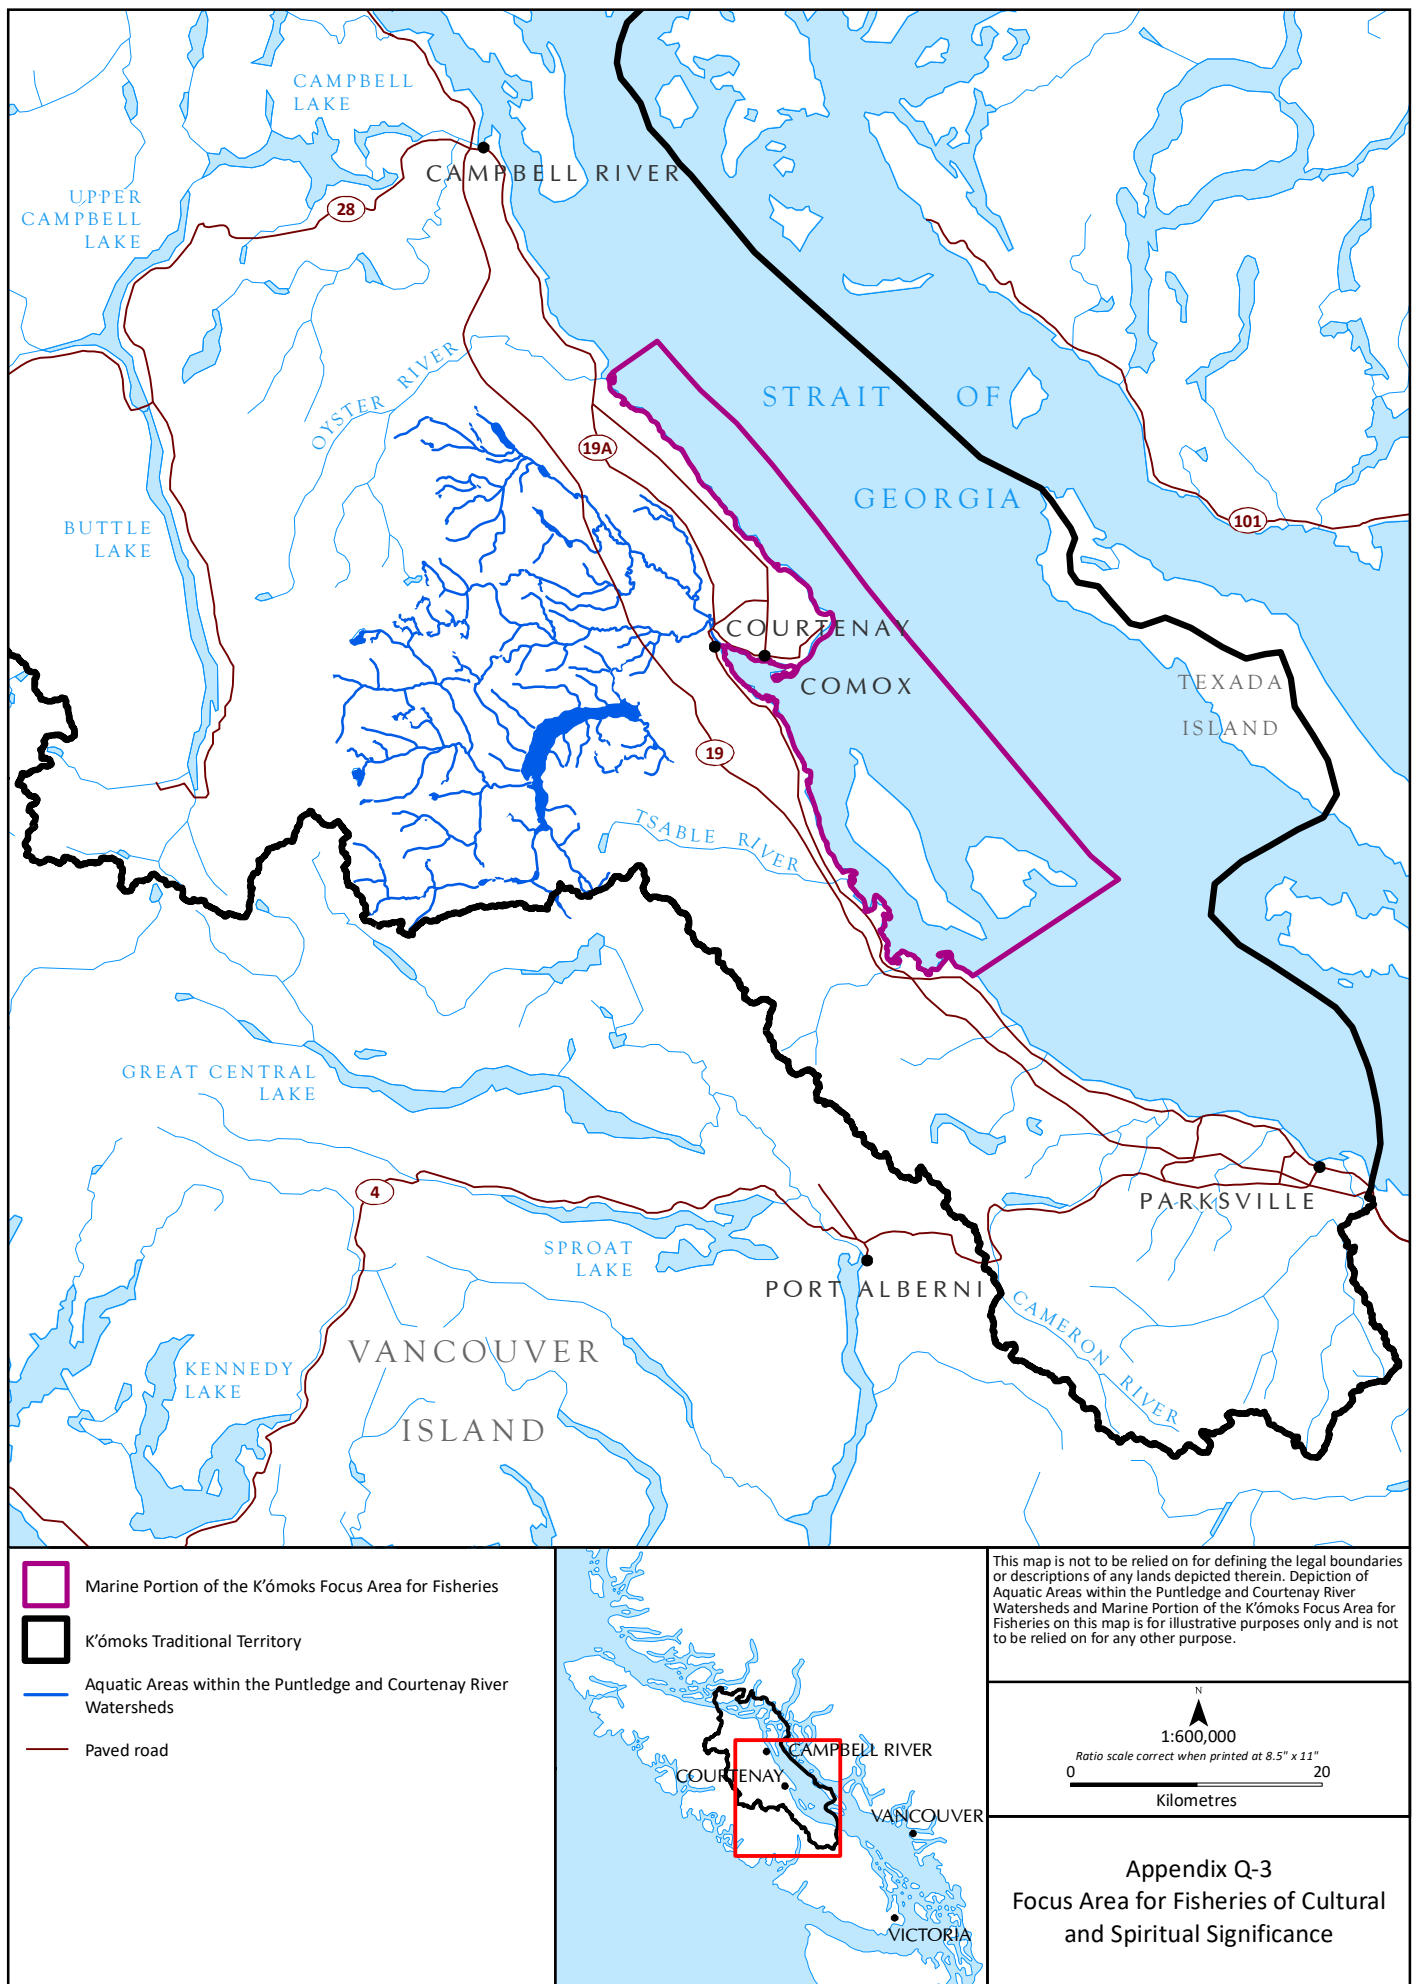 CAMPBELL
LAKE
CAMPBELL RIVER
UPPER
CAMPBELL
LAKE
28
OYSTER RIVER
STRAIT OF
GEORGIA
19A
101
BUTTLE
LAKE
COURTENAY
COMOX
TEXADA
ISLAND
19
TSABLE RIVER
GREAT CENTRAL
LAKE
4
PARKSVILLE
SPROAT
LAKE
PORT ALBERNI
CAMERON RIVER
VANCOUVER
ISLAND
KENNEDY
LAKE
Marine Portion of the K'ómoks Focus Area for Fisheries
K'ómoks Traditional Territory
Aquatic Areas within the Puntledge and Courtenay River
Watersheds
Paved road
CAMPBELL RIVER
COURTENAY
VANCOUVER
VICTORIA
This map is not to be relied on for defining the legal boundaries
or descriptions of any lands depicted therein. Depiction of
Aquatic Areas within the Puntledge and Courtenay River
Watersheds and Marine Portion of the K'ómoks Focus Area for
Fisheries on this map is for illustrative purposes only and is not
to be relied on for any other purpose.
N
1:600,000
Ratio scale correct when printed at 8.5" x 11"
0 20
Kilometres
Appendix Q-3
Focus Area for Fisheries of Cultural
and Spiritual Significance